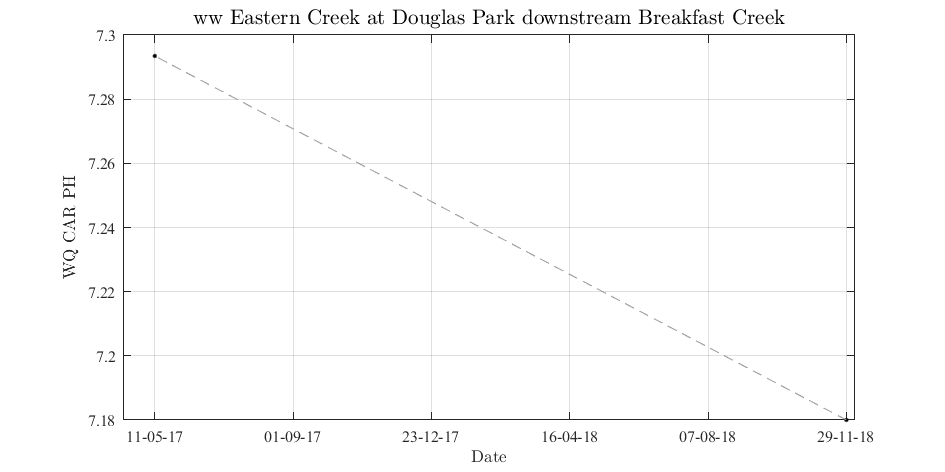 ww Eastern Creek at Douglas Park downstream Breakfast Creek
7.3
7.28
7.26
7.24
7.22
7.2
7.18
WQ CAR PH
11-05-17 01-09-17 23-12-17 16-04-18 07-08-18 29-11-18
Date